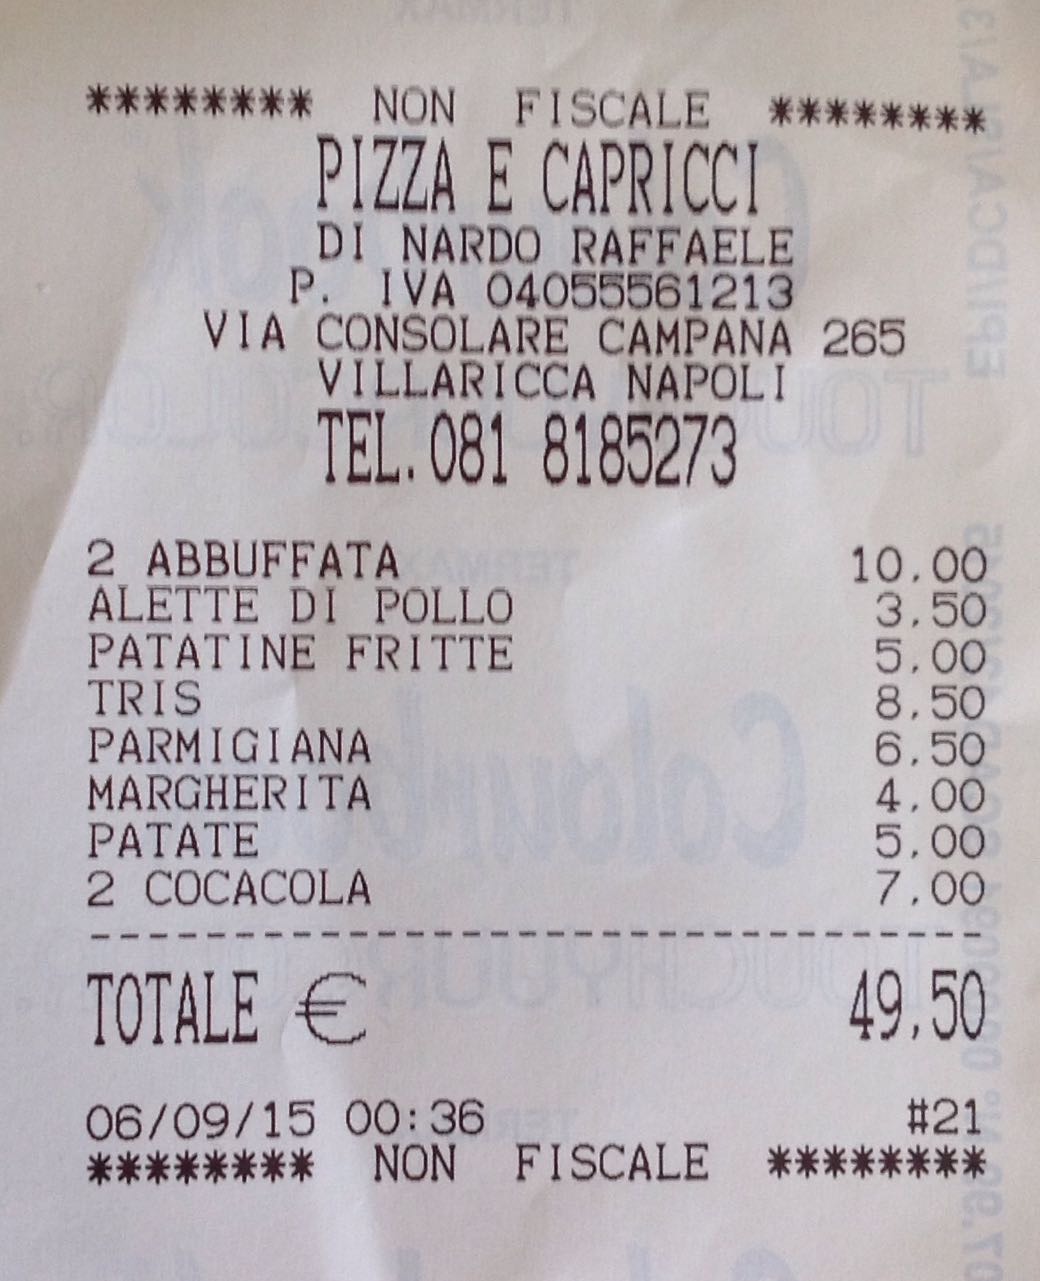 ******** NON FISCALE ********
PIZZA E CAPRICCI
DI NARDO RAFFAELE
P. IVA 04055561213
VIA CONSOLARE CAMPANA 265
VILLARICCA NAPOLI
TEL.081 8185273
2 ABBUFFATA 10,00
ALETTE DI POLLO 3,50
PATATINE FRITTE 5,00
TRIS 8,50
PARMIGIANA 6,50
MARGHERITA 4,00
PATATE 5,00
2 COCACOLA 7,00
--------------------------------
TOTALE € 49,50
06/09/15 00:36 #21
******** NON FISCALE ********